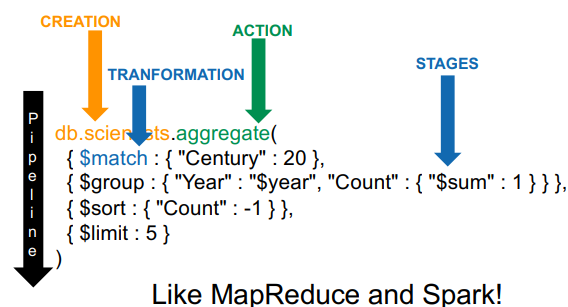 CREATION
ACTION
TRANFORMATION
STAGES
Pipeline
db.scientists.aggregate(
{ $match : { "Century" : 20 },
{ $group : { "Year" : "$year", "Count" : { "$sum" : 1 } } },
{ $sort : { "Count" : -1 } },
{ $limit : 5 }
)
Like MapReduce and Spark!